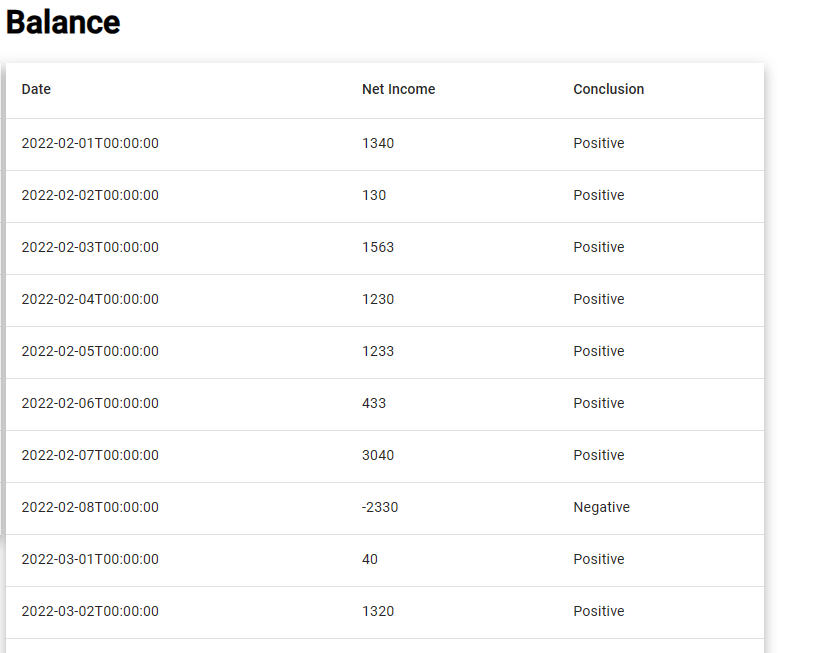 Balance
Date Net Income Conclusion
2022-02-01T00:00:00 1340 Positive
2022-02-02T00:00:00 130 Positive
2022-02-03T00:00:00 1563 Positive
2022-02-04T00:00:00 1230 Positive
2022-02-05T00:00:00 1233 Positive
2022-02-06T00:00:00 433 Positive
2022-02-07T00:00:00 3040 Positive
2022-02-08T00:00:00 -2330 Negative
2022-03-01T00:00:00 40 Positive
2022-03-02T00:00:00 1320 Positive